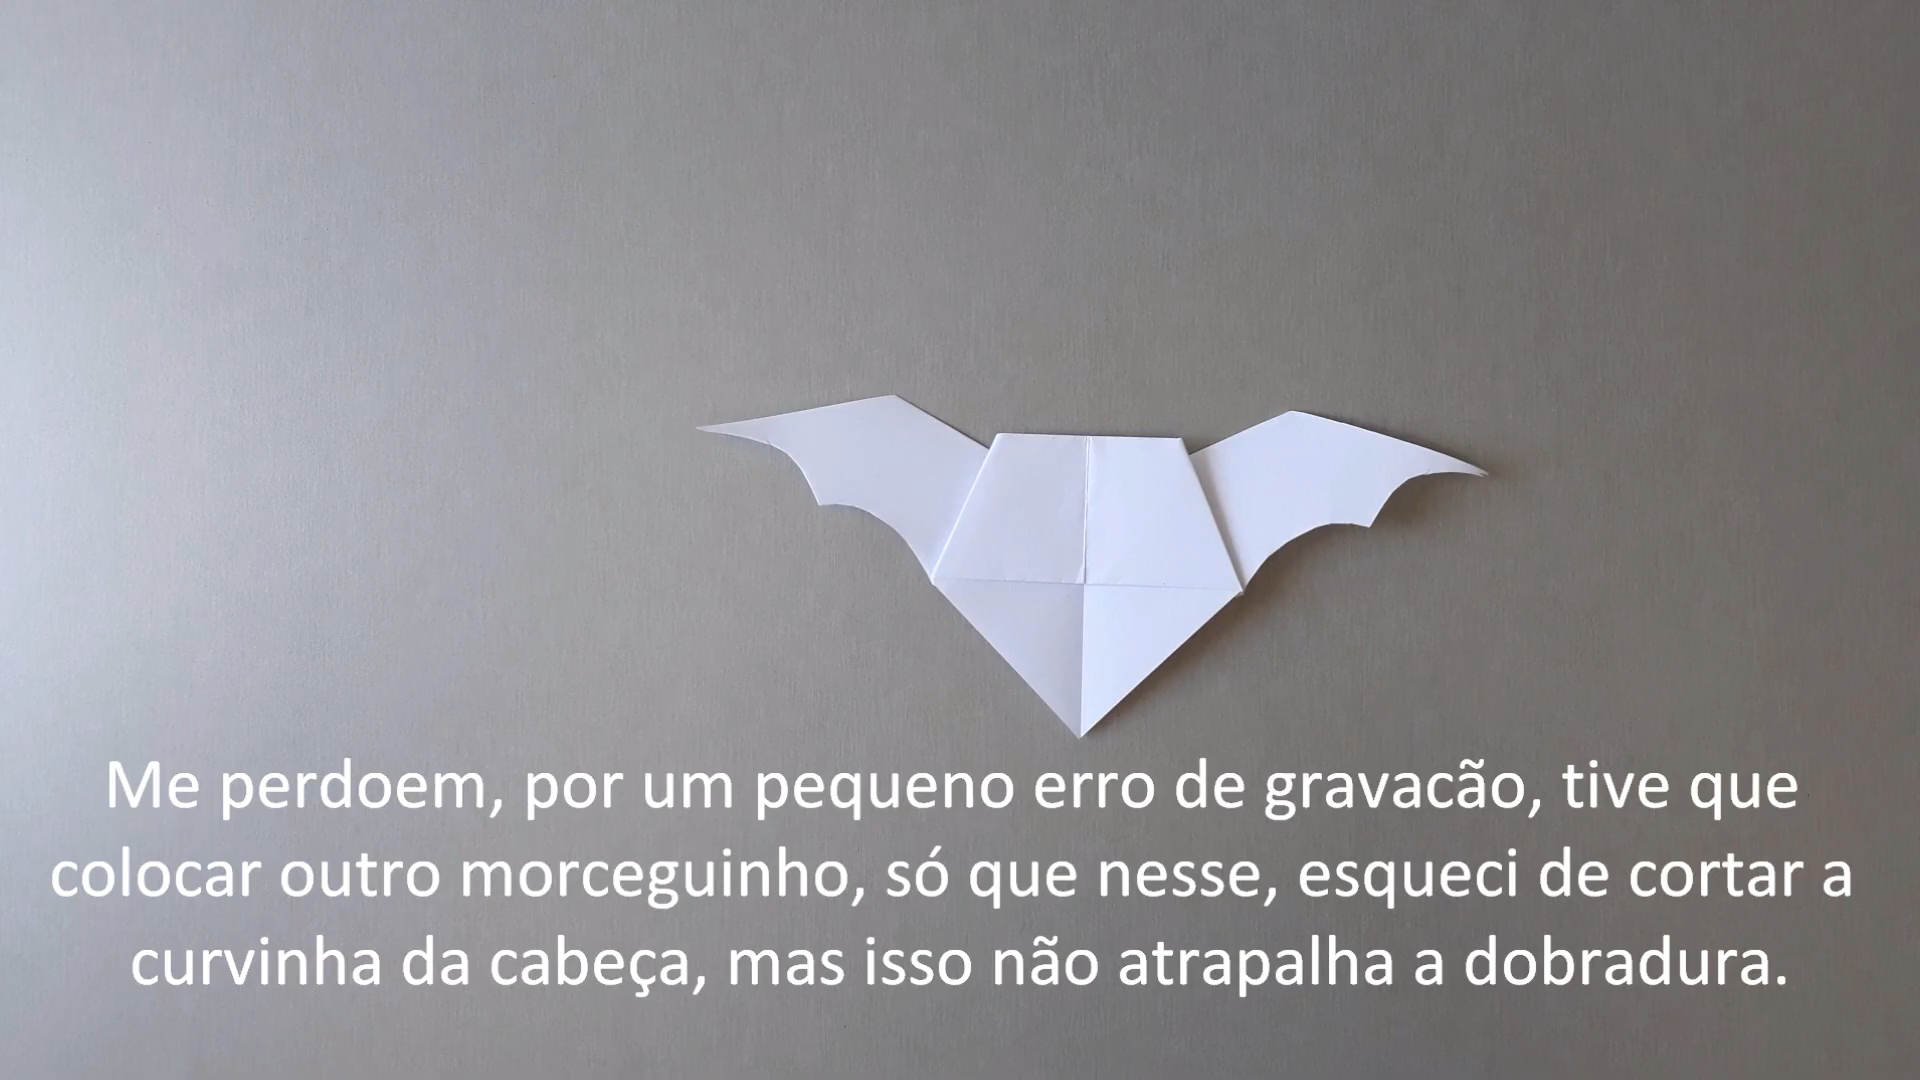 Me perdoem, por um pequeno erro de gravacão, tive que
colocar outro morceguinho, só que nesse, esqueci de cortar a
curvinha da cabeça, mas isso não atrapalha a dobradura.